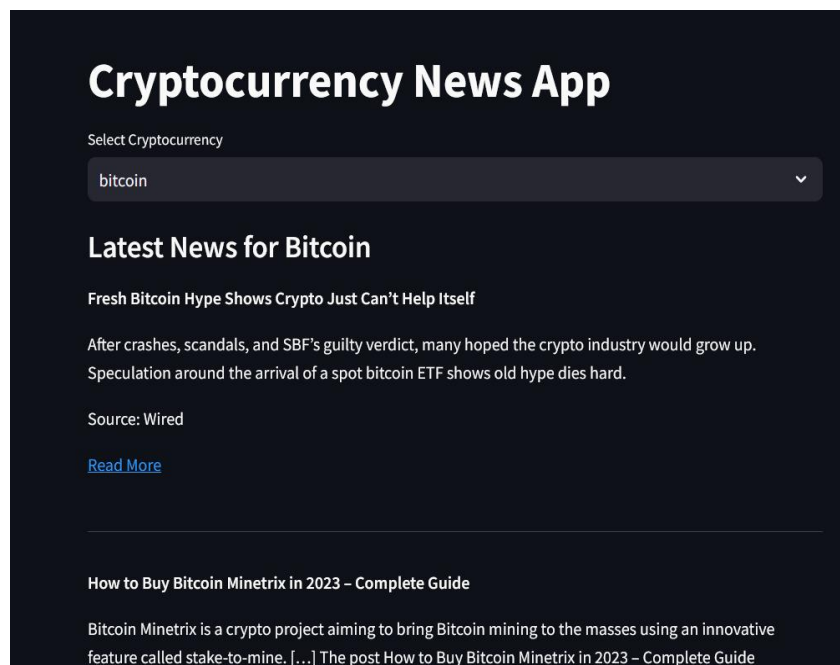 Cryptocurrency News App
Select Cryptocurrency
bitcoin
Latest News for Bitcoin
Fresh Bitcoin Hype Shows Crypto Just Can’t Help Itself
After crashes, scandals, and SBF’s guilty verdict, many hoped the crypto industry would grow up.
Speculation around the arrival of a spot bitcoin ETF shows old hype dies hard.
Source: Wired
Read More
How to Buy Bitcoin Minetrix in 2023 – Complete Guide
Bitcoin Minetrix is a crypto project aiming to bring Bitcoin mining to the masses using an innovative
feature called stake-to-mine. […] The post How to Buy Bitcoin Minetrix in 2023 – Complete Guide